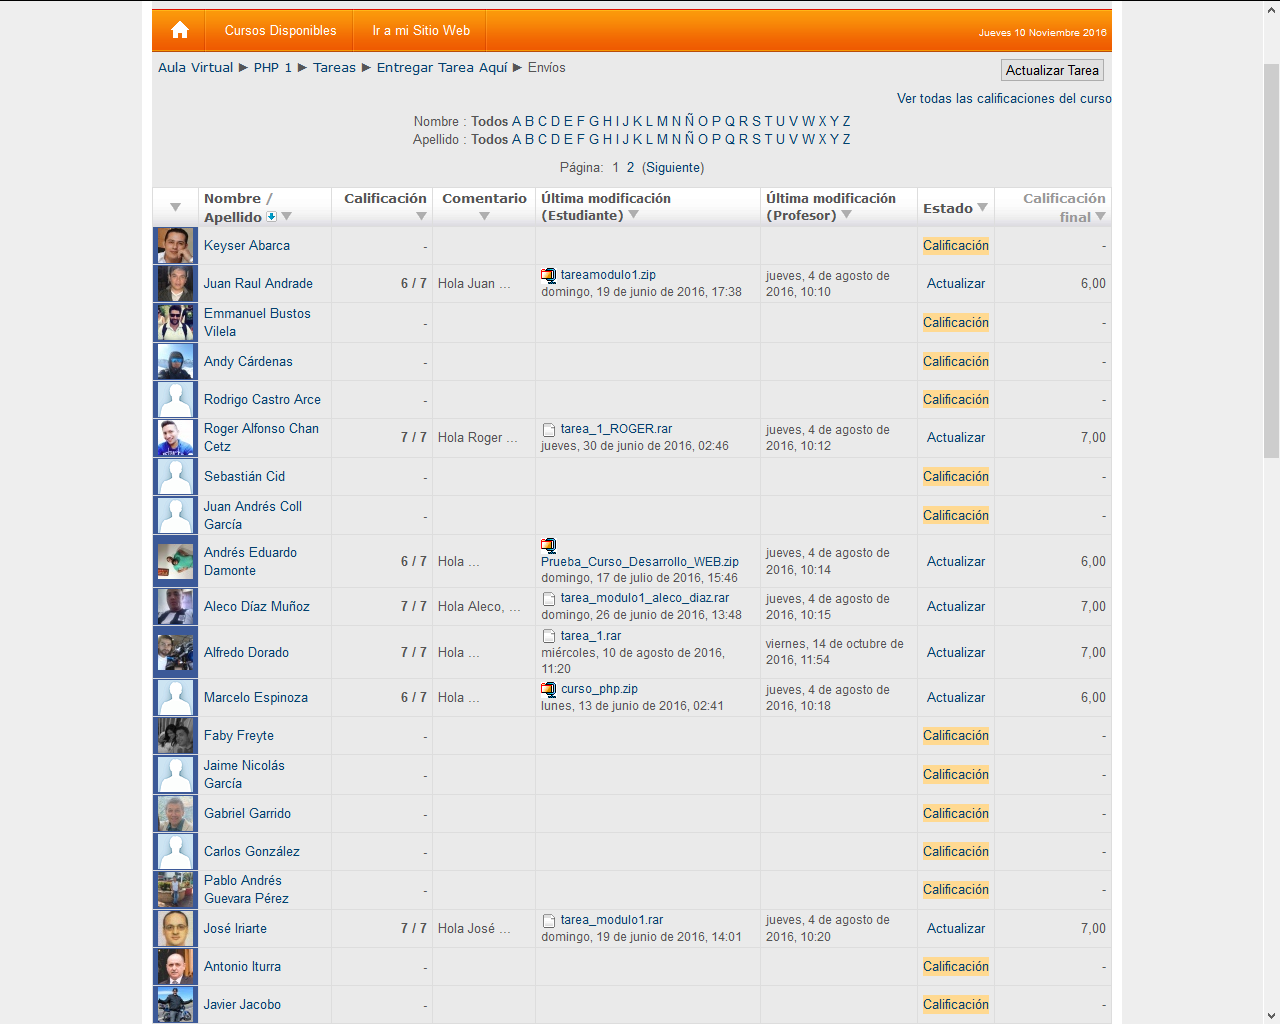 Cursos Disponibles Ir a mi Sitio Web Jueves 10 Noviembre 2016
Aula Virtual ► PHP 1 ► Tareas ► Entregar Tarea Aquí ► Envíos Actualizar Tarea
Ver todas las calificaciones del curso
Nombre : Todos A B C D E F G H I J K L M N Ñ O P Q R S T U V W X Y Z
Apellido : Todos A B C D E F G H I J K L M N Ñ O P Q R S T U V W X Y Z
Página: 1 2 (Siguiente)
Nombre /
Apellido
Calificación
Comentario
Última modificación
(Estudiante)
Última modificación
(Profesor)
Estado
Calificación
final
Keyser Abarca - Calificación -
Juan Raul Andrade 6 / 7 Hola Juan ...
tareamodulo1.zip
domingo, 19 de junio de 2016, 17:38
jueves, 4 de agosto de
2016, 10:10
Actualizar 6,00
Emmanuel Bustos
Vilela
- Calificación -
Andy Cárdenas - Calificación -
Rodrigo Castro Arce - Calificación -
Roger Alfonso Chan
Cetz
7 / 7 Hola Roger ...
tarea_1_ROGER.rar
jueves, 30 de junio de 2016, 02:46
jueves, 4 de agosto de
2016, 10:12
Actualizar 7,00
Sebastián Cid - Calificación -
Juan Andrés Coll
García
- Calificación -
Andrés Eduardo
Damonte
6 / 7 Hola ...
Prueba_Curso_Desarrollo_WEB.zip
domingo, 17 de julio de 2016, 15:46
jueves, 4 de agosto de
2016, 10:14
Actualizar 6,00
Aleco Díaz Muñoz 7 / 7 Hola Aleco, ...
tarea_modulo1_aleco_diaz.rar
domingo, 26 de junio de 2016, 13:48
jueves, 4 de agosto de
2016, 10:15
Actualizar 7,00
Alfredo Dorado 7 / 7 Hola ...
tarea_1.rar
miércoles, 10 de agosto de 2016,
11:20
viernes, 14 de octubre de
2016, 11:54
Actualizar 7,00
Marcelo Espinoza 6 / 7 Hola ...
curso_php.zip
lunes, 13 de junio de 2016, 02:41
jueves, 4 de agosto de
2016, 10:18
Actualizar 6,00
Faby Freyte - Calificación -
Jaime Nicolás
García
- Calificación -
Gabriel Garrido - Calificación -
Carlos González - Calificación -
Pablo Andrés
Guevara Pérez
- Calificación -
José Iriarte 7 / 7 Hola José ...
tarea_modulo1.rar
domingo, 19 de junio de 2016, 14:01
jueves, 4 de agosto de
2016, 10:20
Actualizar 7,00
Antonio Iturra - Calificación -
Javier Jacobo - Calificación -